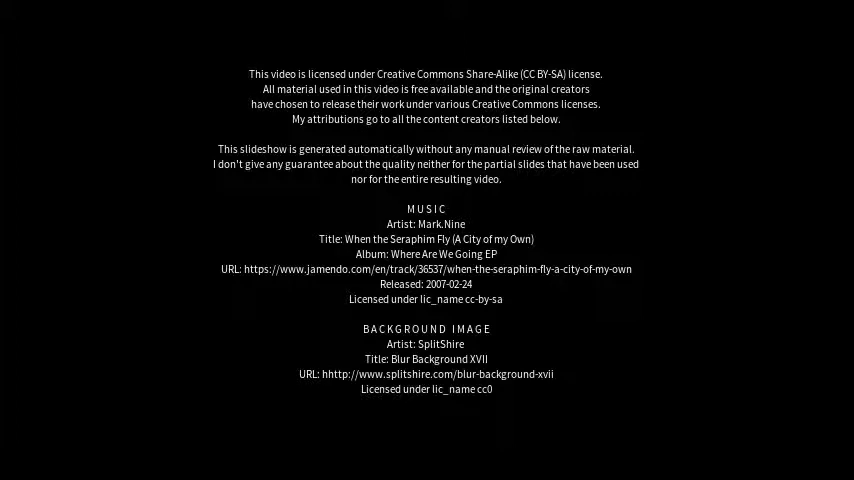 This video is licensed under Creative Commons Share-Alike (CC BY-SA) license.
All material used in this video is free available and the original creators
have chosen to release their work under various Creative Commons licenses.
My attributions go to all the content creators listed below.
This slideshow is generated automatically without any manual review of the raw material.
I don't give any guarantee about the quality neither for the partial slides that have been used
nor for the entire resulting video.
MUSIC
Artist: Mark.Nine
Title: When the Seraphim Fly (A City of my Own)
Album: Where Are We Going EP
URL: https://www.jamendo.com/en/track/36537/when-the-seraphim-fly-a-city-of-my-own
Released: 2007-02-24
Licensed under lic_name cc-by-sa
BACKGROUND IMAGE
Artist: SplitShire
Title: Blur Background XVII
URL: hhttp://www.splitshire.com/blur-background-xvii
Licensed under lic_name cc0